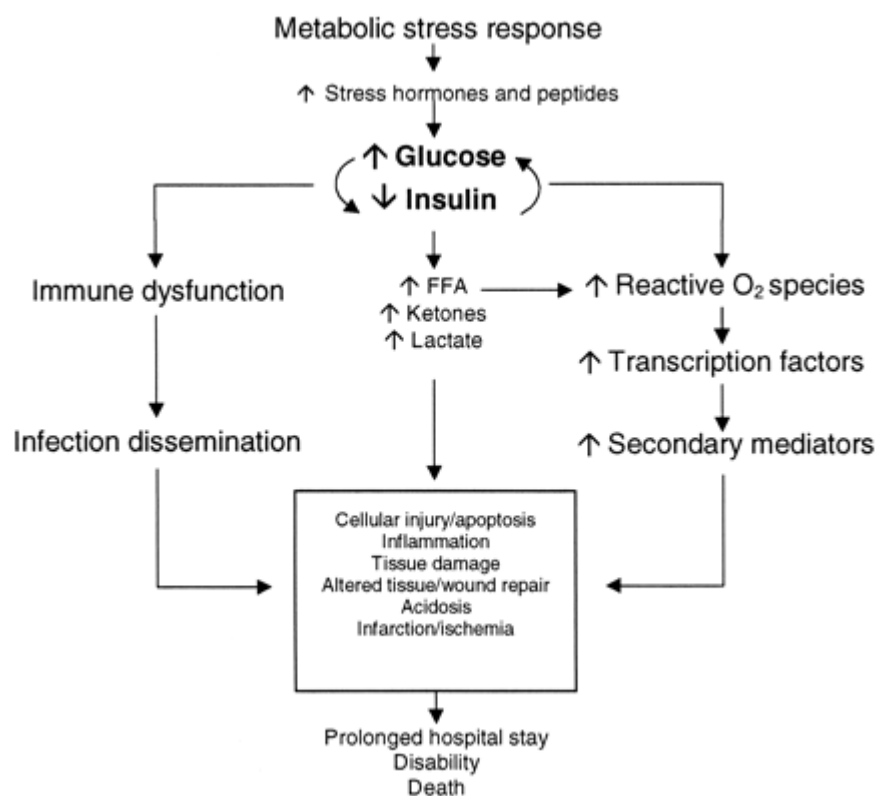 Metabolic stress response
↑ Stress hormones and peptides
↑ Glucose
↓ Insulin
Immune dysfunction
↑ FFA
↑ Ketones
↑ Lactate
↑ Reactive O₂ species
↑ Transcription factors
Infection dissemination
↑ Secondary mediators
Cellular injury/apoptosis
Inflammation
Tissue damage
Altered tissue/wound repair
Acidosis
Infarction/ischemia
Prolonged hospital stay
Disability
Death